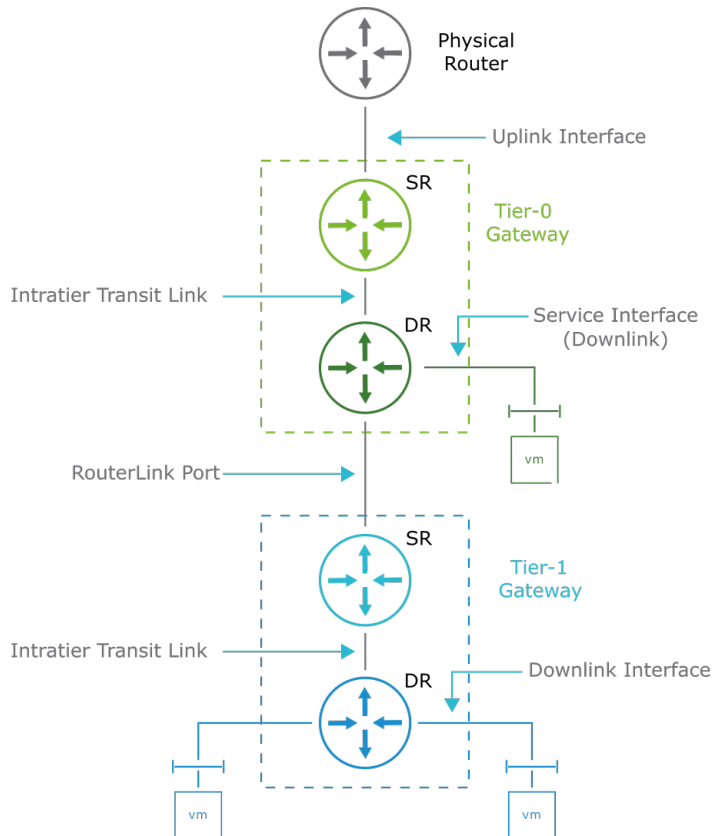 Physical
Router
Uplink Interface
SR
Tier-0
Gateway
Intratier Transit Link
DR
Service Interface
(Downlink)
vm
RouterLink Port
SR
Tier-1
Gateway
Intratier Transit Link
DR
Downlink Interface
vm
vm